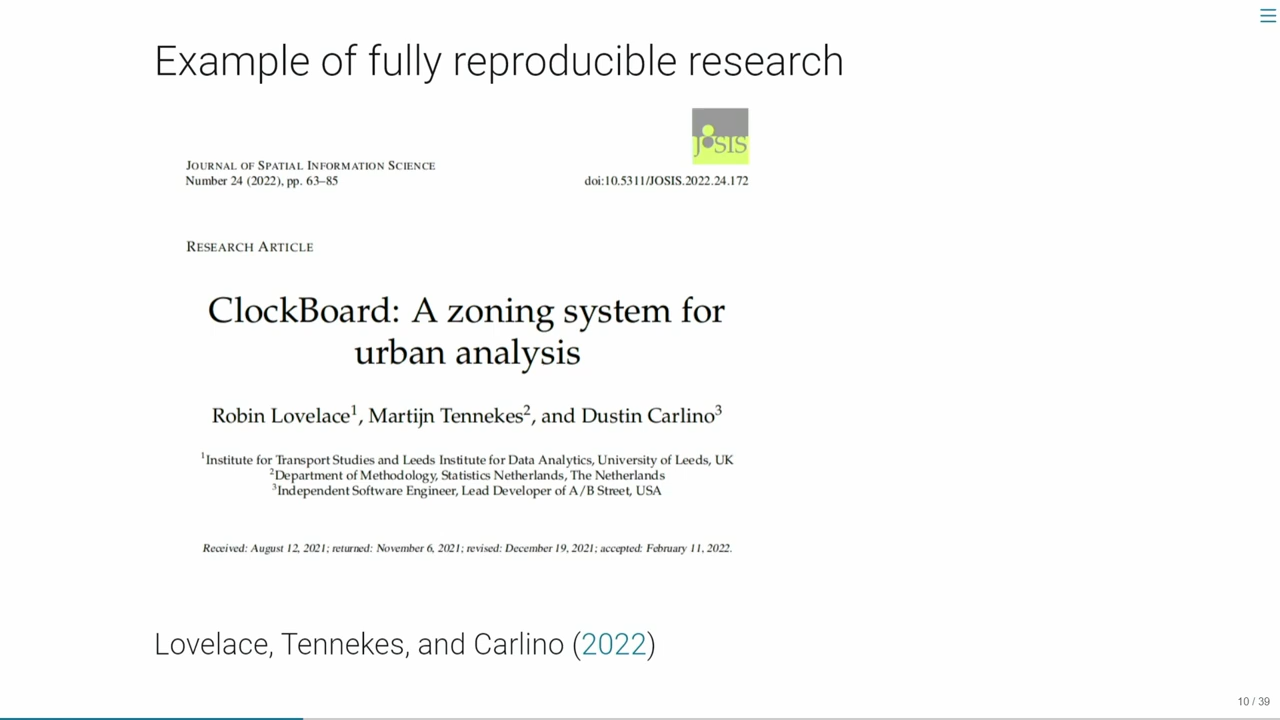 Example of fully reproducible research
JOSIS
JOURNAL OF SPATIAL INFORMATION SCIENCE
Number 24 (2022), pp. 63–85
doi:10.5311/JOSIS.2022.24.172
RESEARCH ARTICLE
ClockBoard: A zoning system for
urban analysis
Robin Lovelace¹, Martijn Tennekes², and Dustin Carlino³
¹Institute for Transport Studies and Leeds Institute for Data Analytics, University of Leeds, UK
²Department of Methodology, Statistics Netherlands, The Netherlands
³Independent Software Engineer, Lead Developer of A/B Street, USA
Received: August 12, 2021; returned: November 6, 2021; revised: December 19, 2021; accepted: February 11, 2022.
Lovelace, Tennekes, and Carlino (2022)
10 / 39